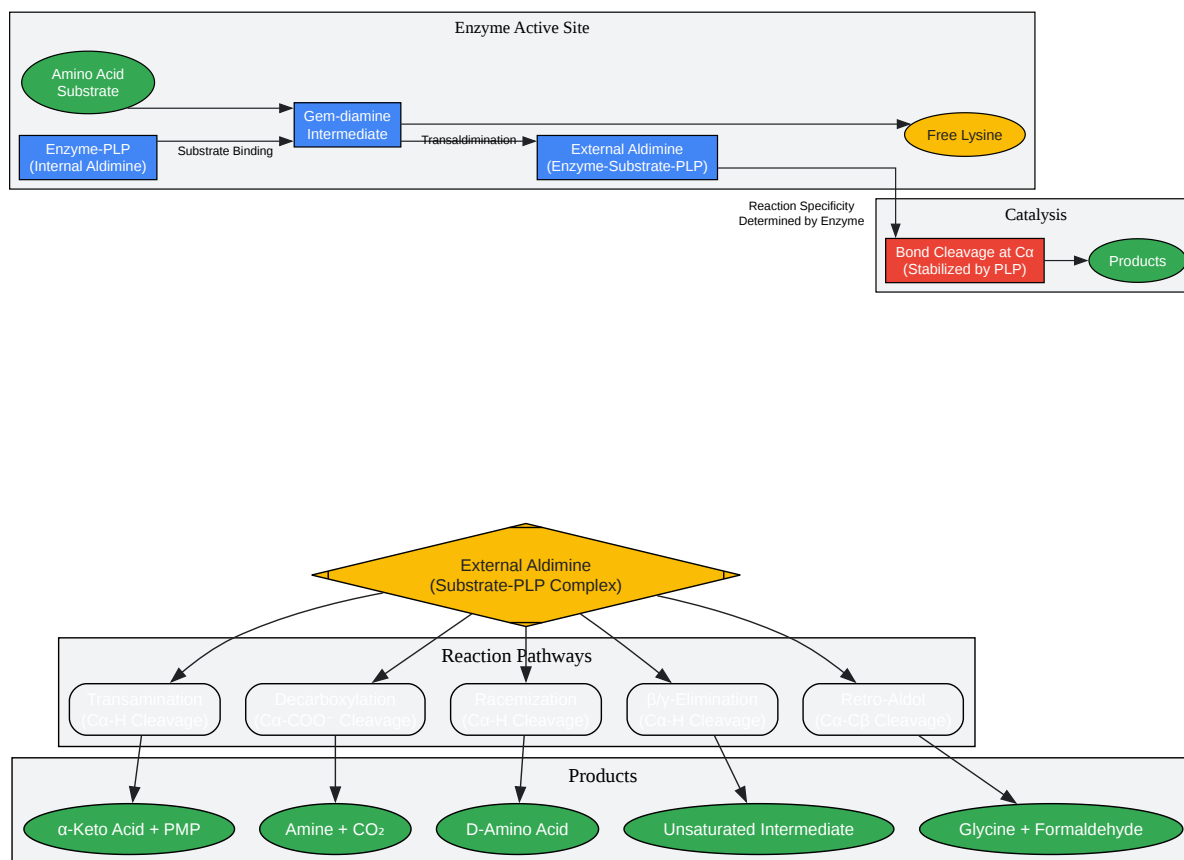 Enzyme Active Site
Amino Acid
Substrate
Gem-diamine
Intermediate
Free Lysine
Enzyme-PLP
(Internal Aldimine)
Substrate Binding
Transaldimination
External Aldimine
(Enzyme-Substrate-PLP)
Reaction Specificity
Determined by Enzyme
Catalysis
Bond Cleavage at Cα
(Stabilized by PLP)
Products
External Aldimine
(Substrate-PLP Complex)
Reaction Pathways
Transamination
(Cα-H Cleavage)
Decarboxylation
(Cα-COO⁻ Cleavage)
Racemization
(Cα-H Cleavage)
β/γ-Elimination
(Cα-H Cleavage)
Retro-Aldol
(Cα-Cβ Cleavage)
Products
α-Keto Acid + PMP
Amine + CO₂
D-Amino Acid
Unsaturated Intermediate
Glycine + Formaldehyde